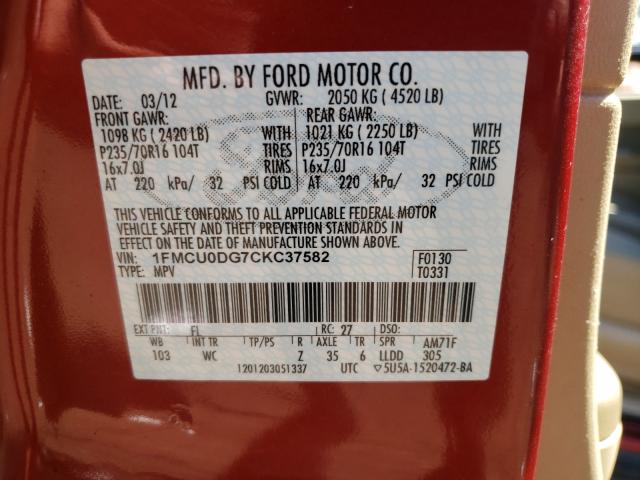 MFD. BY FORD MOTOR CO.
DATE: 03/12 GVWR: 2050 KG ( 4520 LB)
FRONT GAWR: REAR GAWR:
1098 KG ( 2420 LB) WITH 1021 KG ( 2250 LB) WITH
P235/70R16 104T TIRES P235/70R16 104T TIRES
16x7.0J RIMS 16x7.0J RIMS
AT 220 kPa/ 32 PSI COLD AT 220 kPa/ 32 PSI COLD
THIS VEHICLE CONFORMS TO ALL APPLICABLE FEDERAL MOTOR
VEHICLE SAFETY AND THEFT PREVENTION STANDARDS IN
EFFECT ON THE DATE OF MANUFACTURE SHOWN ABOVE.
VIN: 1FMCU0DG7CKC37582 F0130
TYPE: MPV T0331
EXT PNT: FL RC: 27 DSO:
WB INT TR TP/PS R AXLE TR SPR AM71F
103 WC Z 35 6 LLDD 305
1201203051337 UTC ▽5U5A-1520472-BA